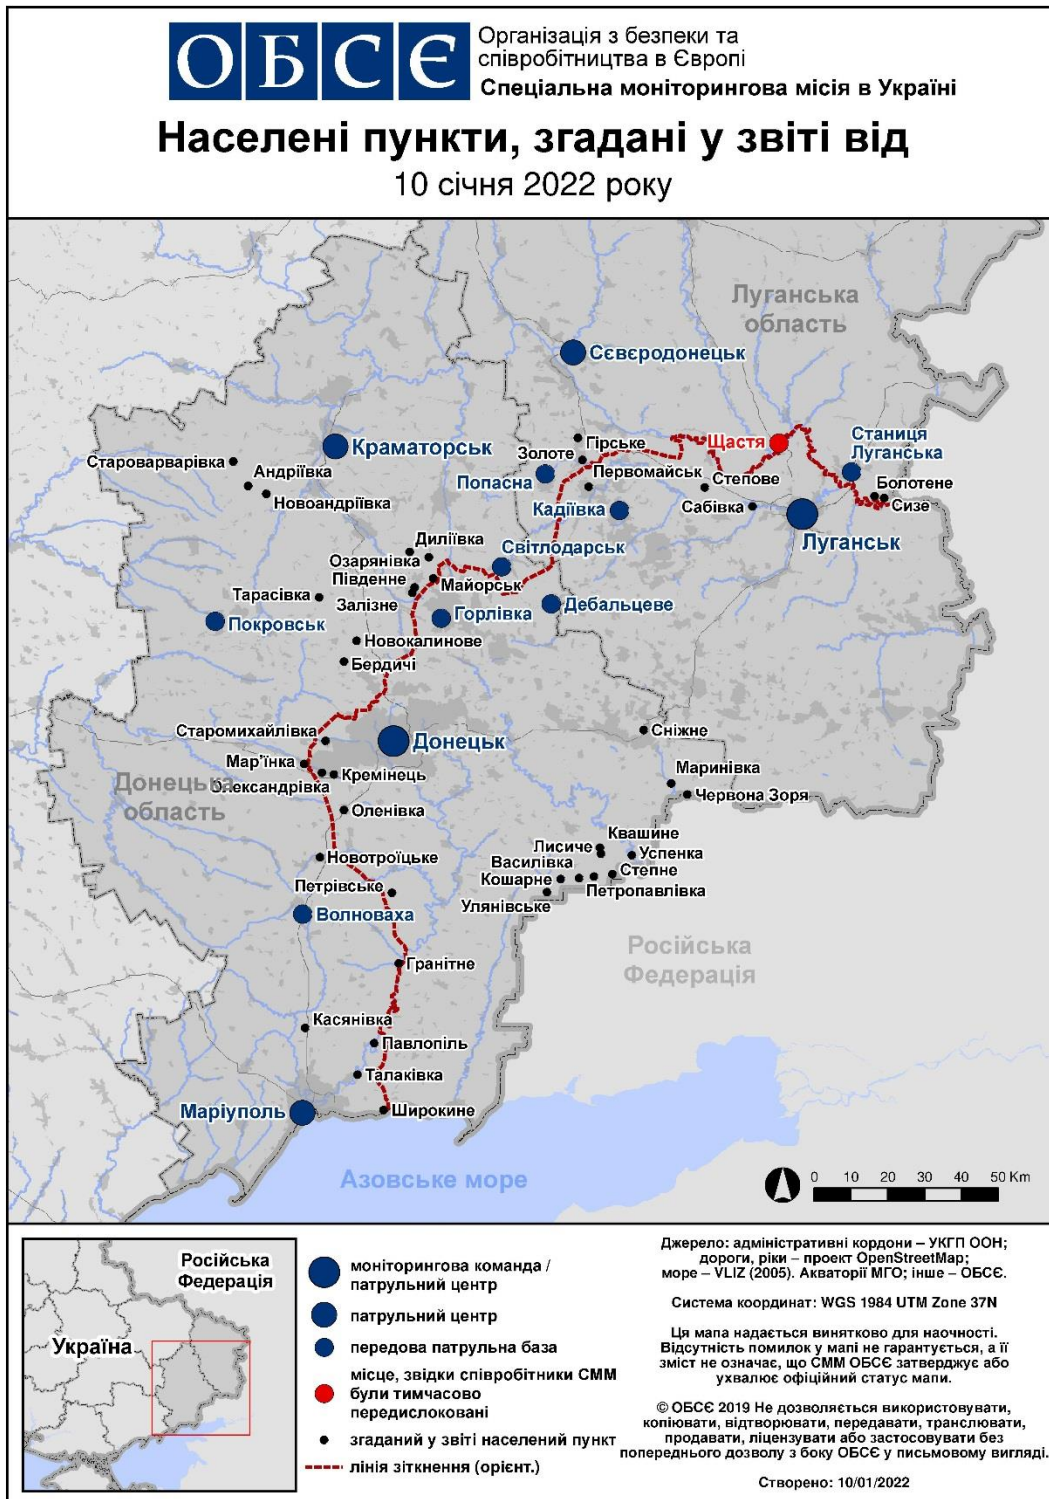 ОБСЄ
Організація з безпеки та
співробітництва в Європі
Спеціальна моніторингова місія в Україні
Населені пункти, згадані у звіті від
10 січня 2022 року
Луганська
область
Сєвєродонецьк
Щастя
Станиця
Луганська
Краматорськ
Гірське
Золоте
Староварварівка
Андріївка
Первомайськ
Попасна
Степове
Болотене
Новоандріївка
Кадіївка
Сабівка
Сизе
Луганськ
Диліївка
Світлодарськ
Озарянівка
Південне
Майорськ
Тарасівка
Залізне
Дебальцеве
Горлівка
Покровськ
Новокалинове
Бердичі
Старомихайлівка
Сніжне
Донецьк
Мар'їнка
Маринівка
Кремінець
Донецька
область
Олександрівка
Червона Зоря
Оленівка
Квашине
Лисиче
Успенка
Новотроїцьке
Василівка
Степне
Кошарне
Петрівське
Петропавлівка
Улянівське
Волноваха
Російська
Федерація
Гранітне
Касянівка
Павлопіль
Талаківка
Маріуполь
Широкине
Азовське море
0 10 20 30 40 50 Km
Російська
Федерація
Україна
моніторингова команда /
патрульний центр
патрульний центр
передова патрульна база
місце, звідки співробітники СММ
були тимчасово
передислоковані
згаданий у звіті населений пункт
лінія зіткнення (орієнт.)
Джерело: адміністративні кордони – УКГП ООН;
дороги, ріки – проект OpenStreetMap;
море – VLIZ (2005). Акваторії МГО; інше – ОБСЄ.
Система координат: WGS 1984 UTM Zone 37N
Ця мапа надається винятково для наочності.
Відсутність помилок у мапі не гарантується, а її
зміст не означає, що СММ ОБСЄ затверджує або
ухвалює офіційний статус мапи.
© ОБСЄ 2019 Не дозволяється використовувати,
копіювати, відтворювати, передавати, транслювати,
продавати, ліцензувати або застосовувати без
попереднього дозволу з боку ОБСЄ у письмовому вигляді.
Створено: 10/01/2022